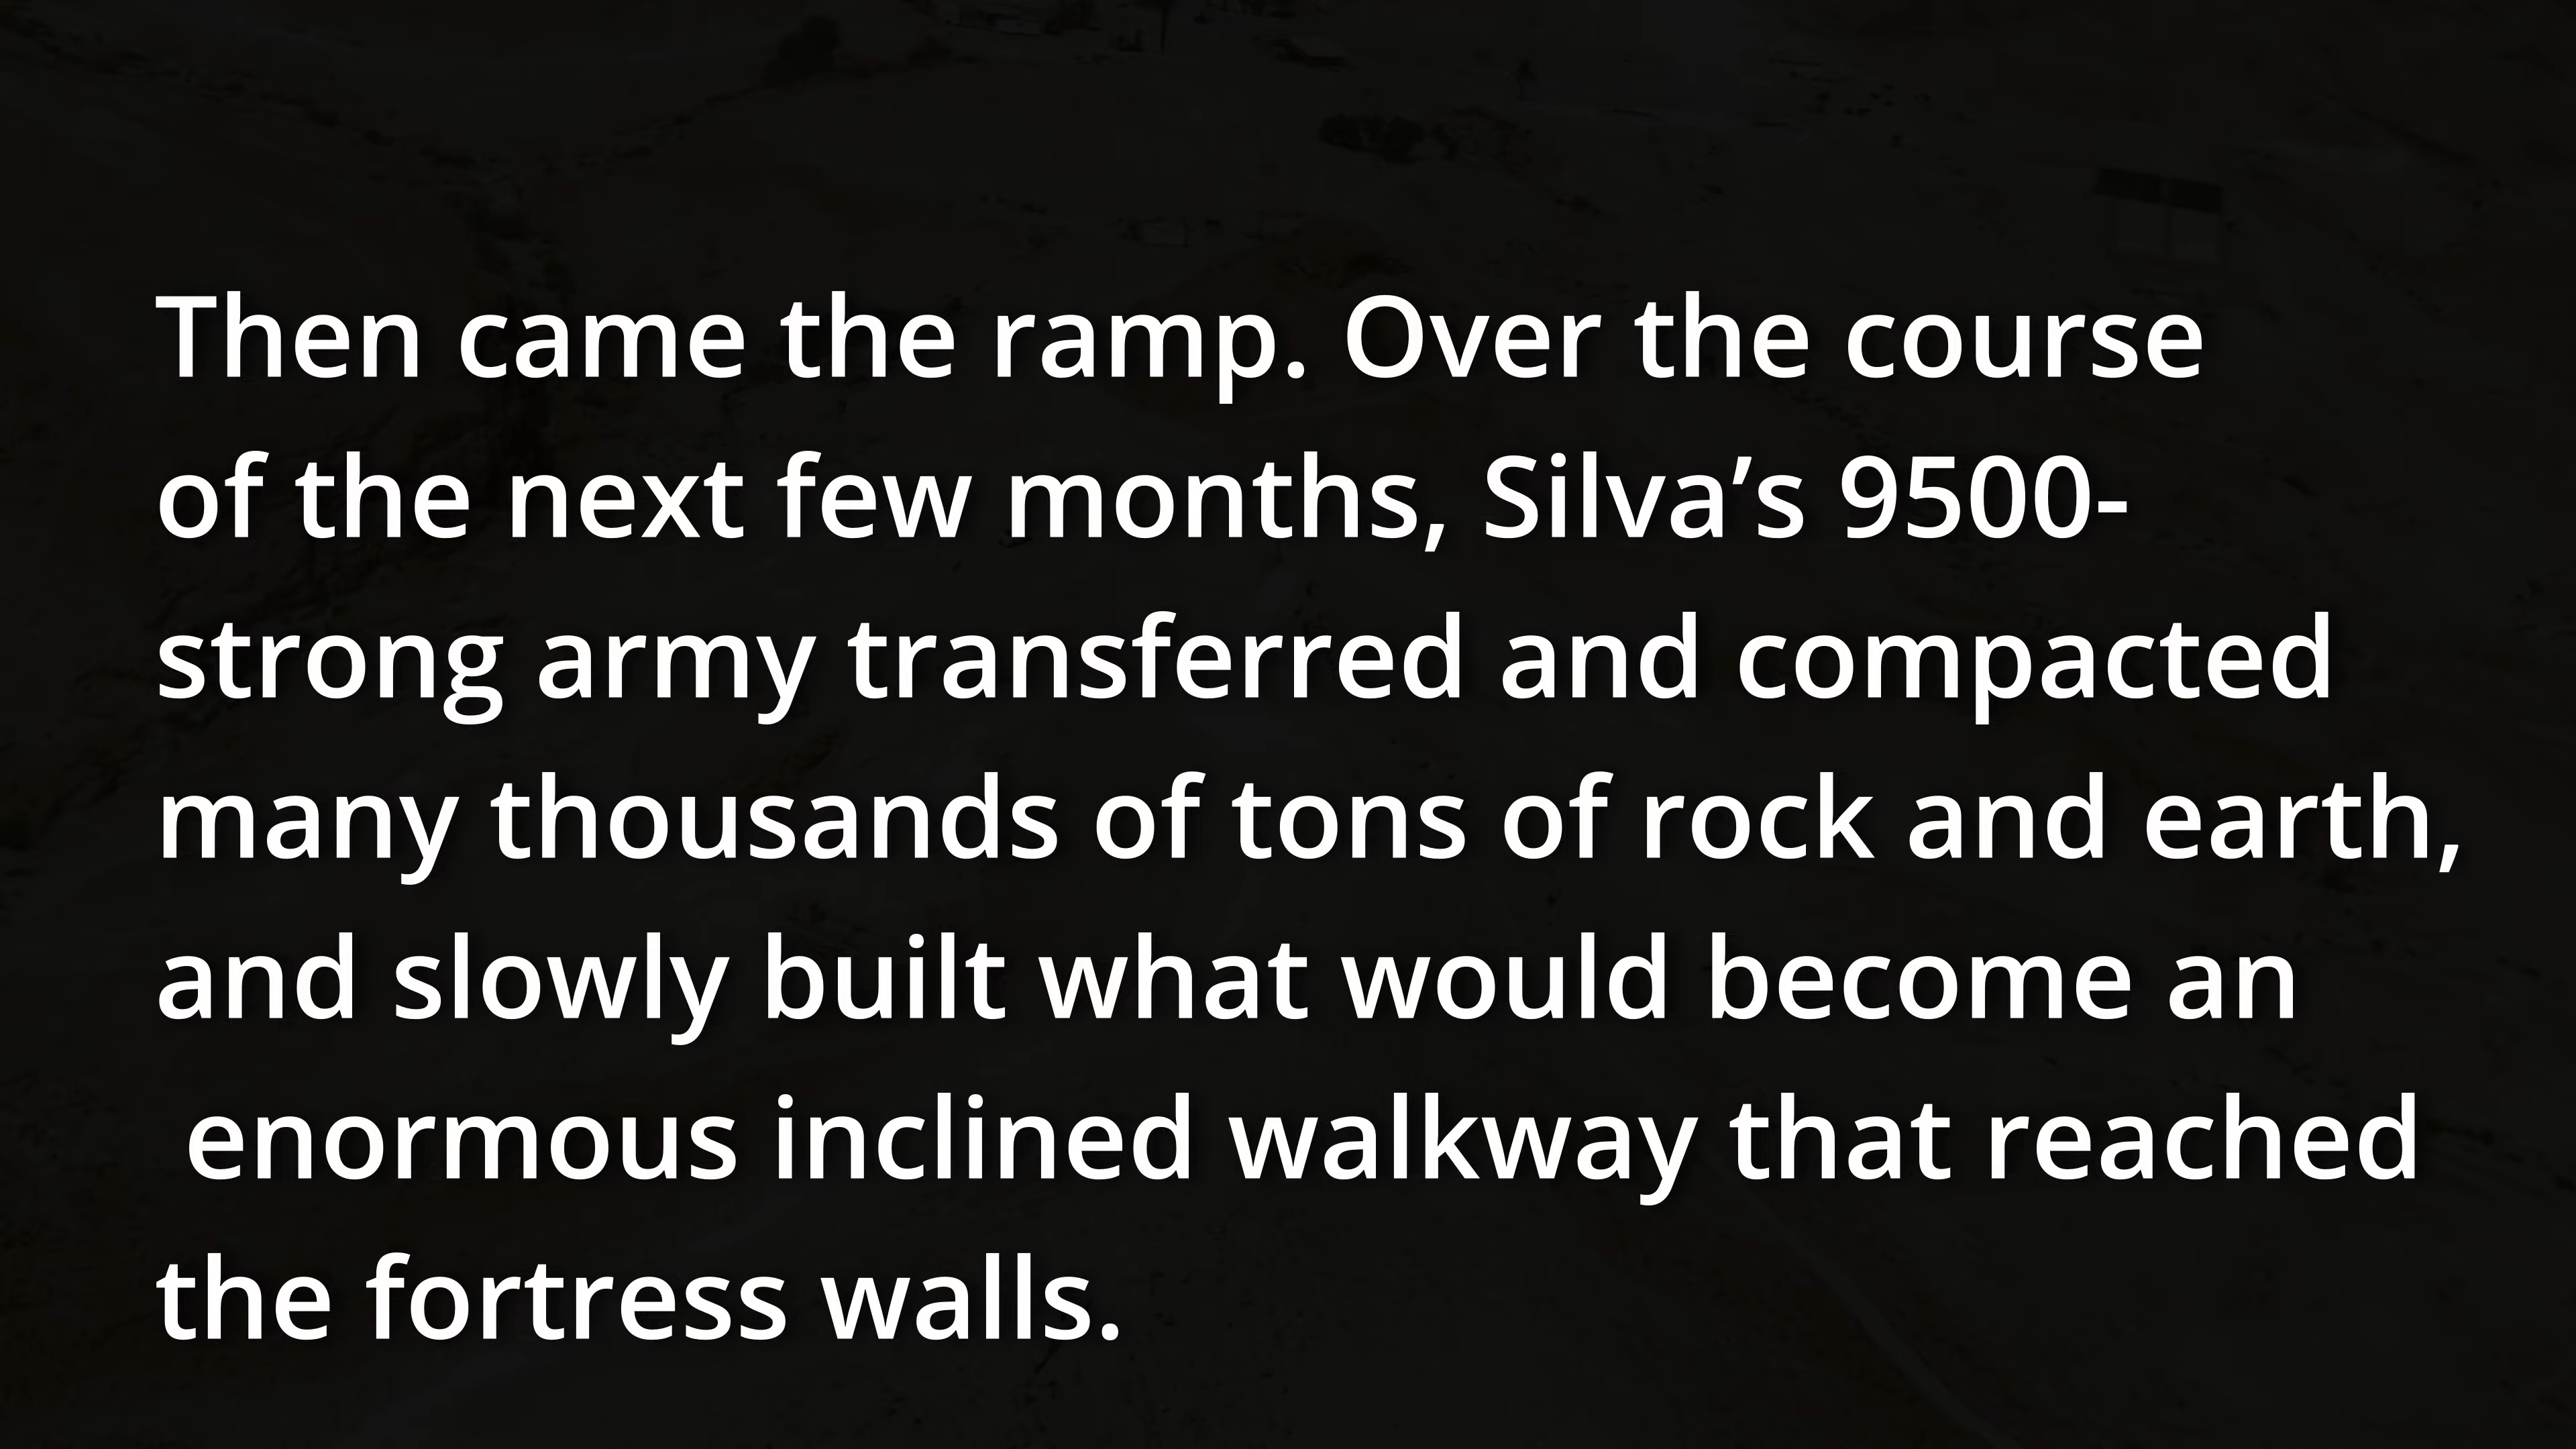 Then came the ramp. Over the course
of the next few months, Silva’s 9500-
strong army transferred and compacted
many thousands of tons of rock and earth,
and slowly built what would become an
enormous inclined walkway that reached
the fortress walls.